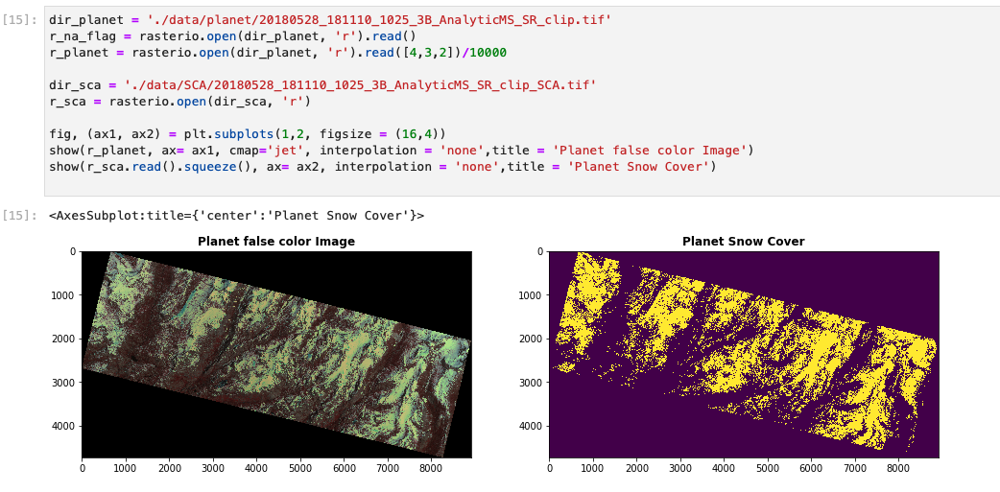 [15]: dir_planet = './data/planet/20180528_181110_1025_3B_AnalyticMS_SR_clip.tif'
r_na_flag = rasterio.open(dir_planet, 'r').read()
r_planet = rasterio.open(dir_planet, 'r').read([4,3,2])/10000
dir_sca = './data/SCA/20180528_181110_1025_3B_AnalyticMS_SR_clip_SCA.tif'
r_sca = rasterio.open(dir_sca, 'r')
fig, (ax1, ax2) = plt.subplots(1,2, figsize = (16,4))
show(r_planet, ax= ax1, cmap='jet', interpolation = 'none',title = 'Planet false color Image')
show(r_sca.read().squeeze(), ax= ax2, interpolation = 'none',title = 'Planet Snow Cover')
[15]: <AxesSubplot:title={'center':'Planet Snow Cover'}>
Planet false color Image
0
1000
2000
3000
4000
0 1000 2000 3000 4000 5000 6000 7000 8000
Planet Snow Cover
0
1000
2000
3000
4000
0 1000 2000 3000 4000 5000 6000 7000 8000